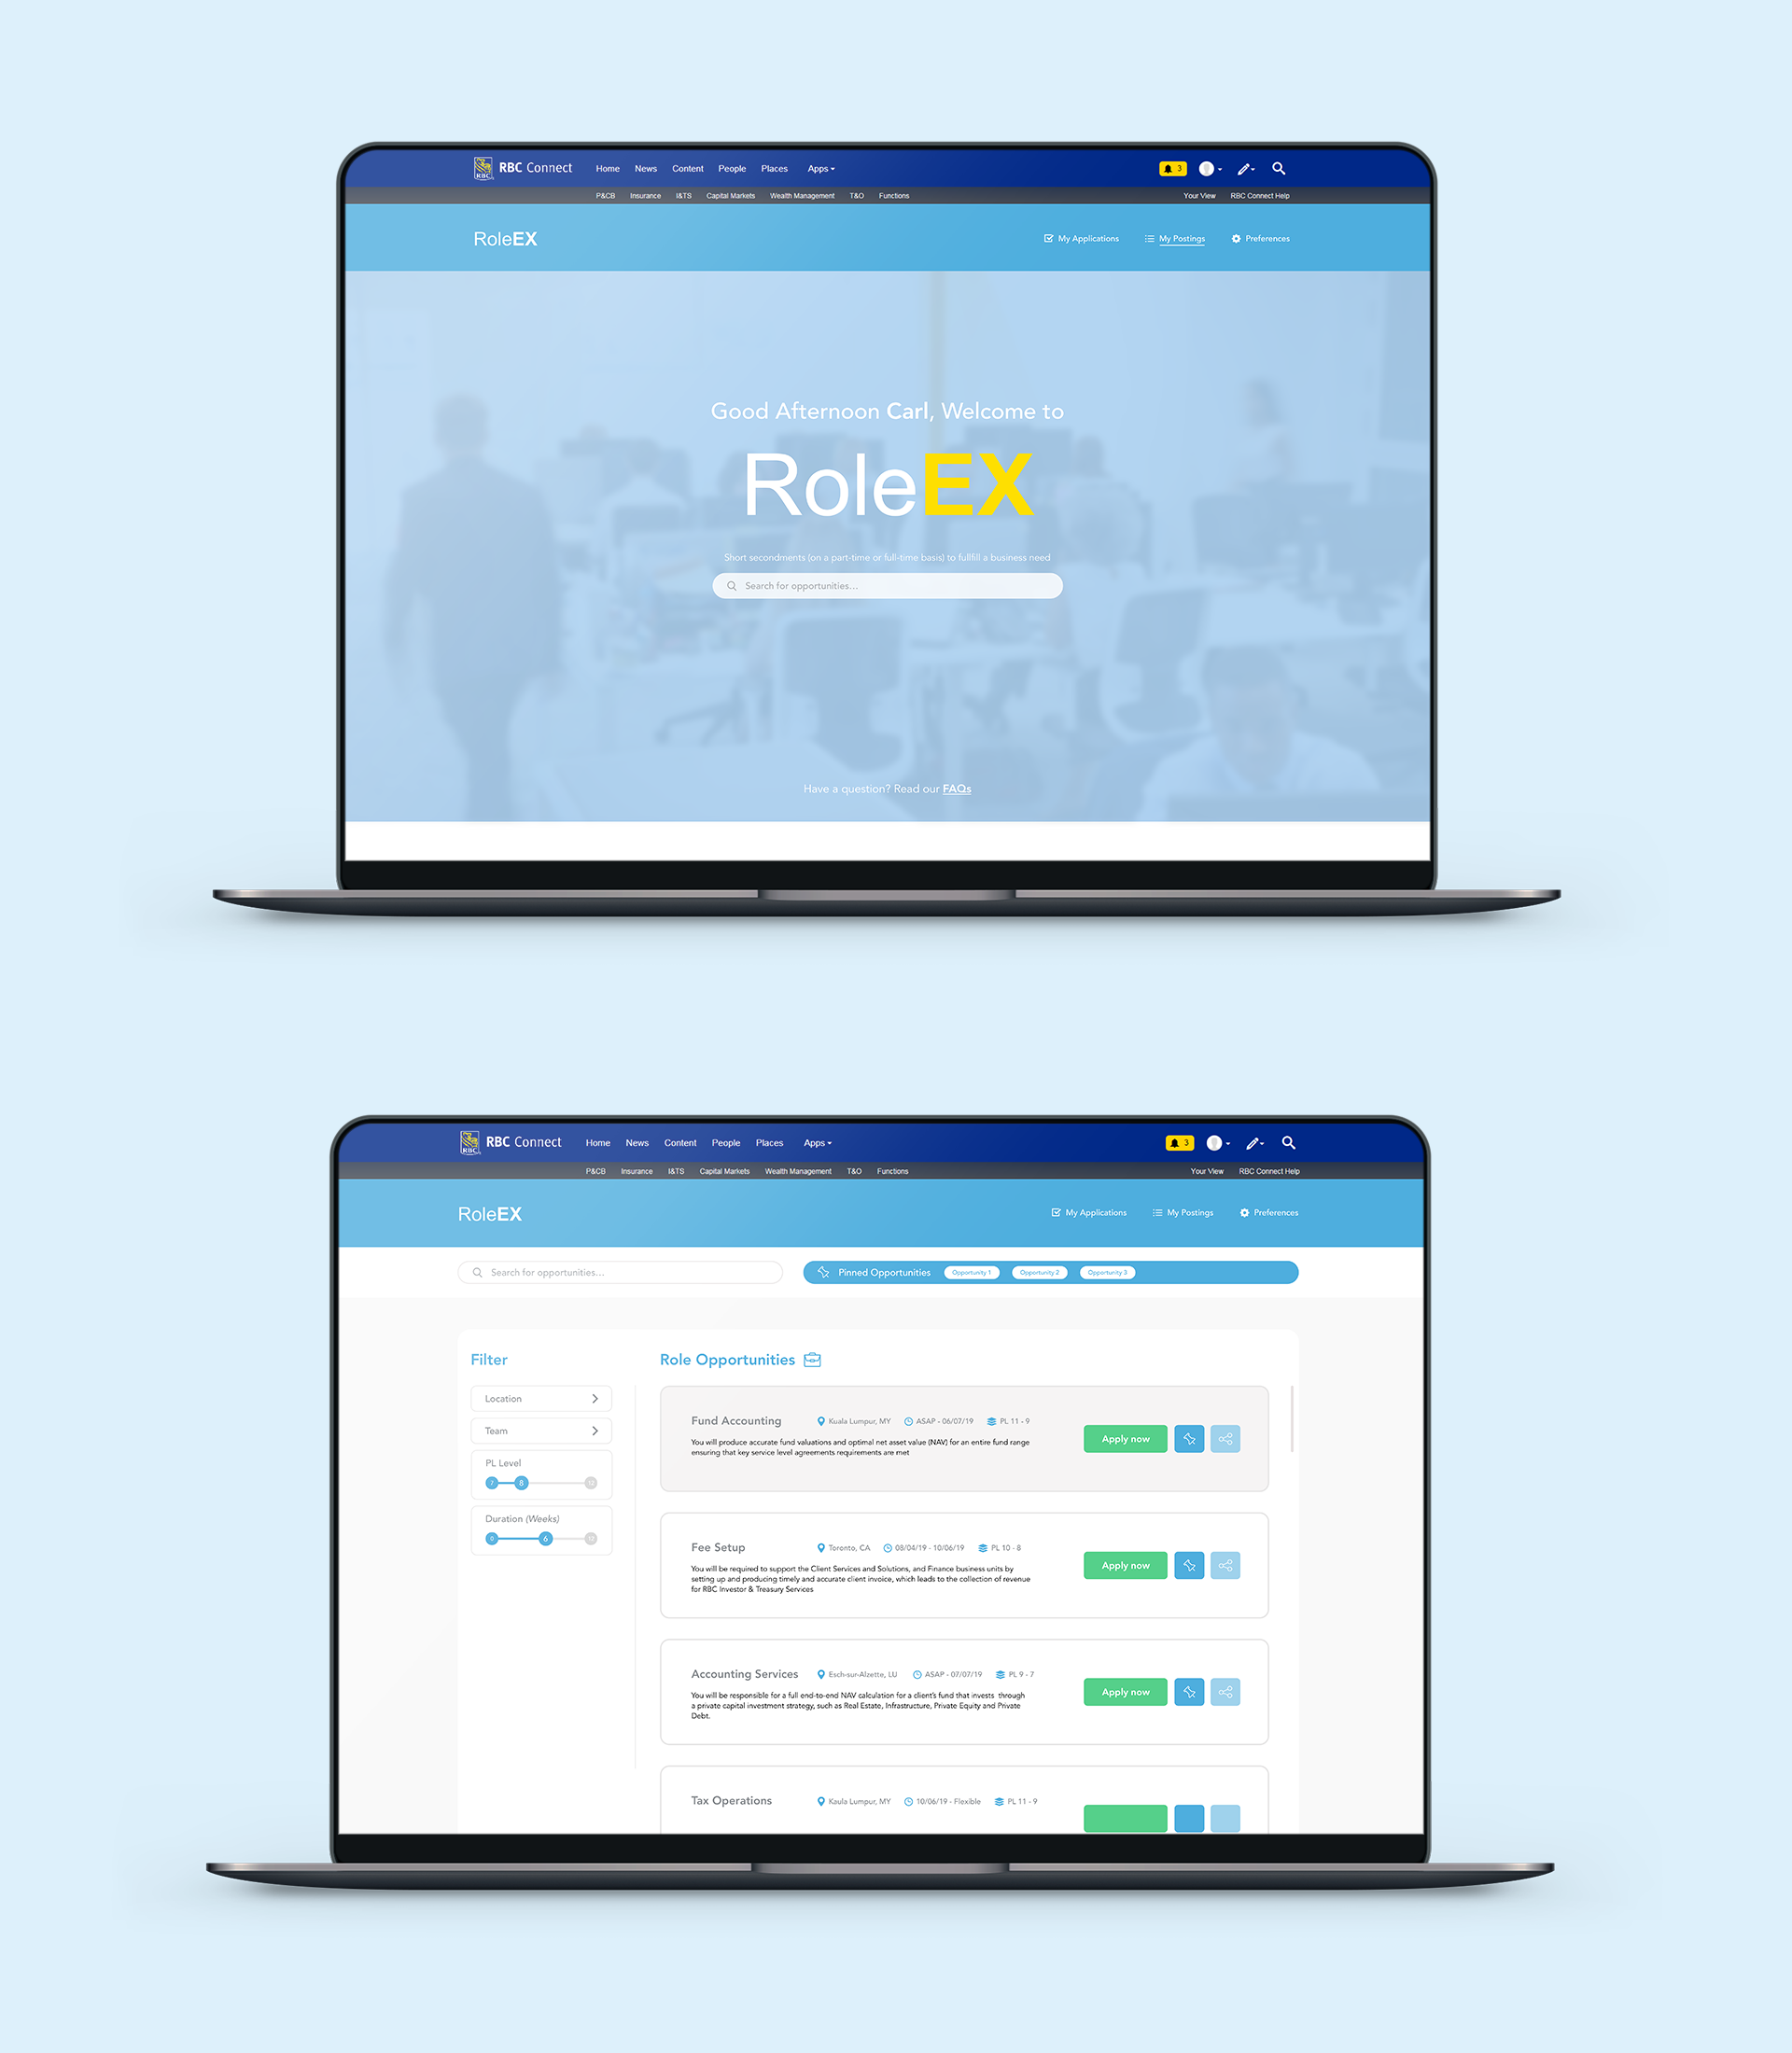 RBC
RBC Connect Home News Content People Places Apps 3
P&CB Insurance I&TS Capital Markets Wealth Management T&O Functions Your View RBC Connect Help
RoleEX My Applications My Postings Preferences
Good Afternoon Carl, Welcome to
RoleEX
Short secondments (on a part-time or full-time basis) to fullfill a business need
Search for opportunities...
Have a question? Read our FAQs
RBC
RBC Connect Home News Content People Places Apps 3
P&CB Insurance I&TS Capital Markets Wealth Management T&O Functions Your View RBC Connect Help
RoleEX My Applications My Postings Preferences
Search for opportunities... Pinned Opportunities Opportunity 1 Opportunity 2 Opportunity 3
Filter
Location
Team
PL Level
7 8
Duration (Weeks)
0 6
Role Opportunities
Fund Accounting Kuala Lumpur, MY ASAP - 06/07/19 PL 11 - 9
You will produce accurate fund valuations and optimal net asset value (NAV) for an entire fund range
ensuring that key service level agreements requirements are met
Apply now
Fee Setup Toronto, CA 08/04/19 - 10/06/19 PL 10 - 8
You will be required to support the Client Services and Solutions, and Finance business units by
setting up and producing timely and accurate client invoice, which leads to the collection of revenue
for RBC Investor & Treasury Services
Apply now
Accounting Services Esch-sur-Alzette, LU ASAP - 07/07/19 PL 9 - 7
You will be responsible for a full end-to-end NAV calculation for a client's fund that invests through
a private capital investment strategy, such as Real Estate, Infrastructure, Private Equity and Private
Debt.
Apply now
Tax Operations Kaula Lumpur, MY 10/06/19 - Flexible PL 11 - 9